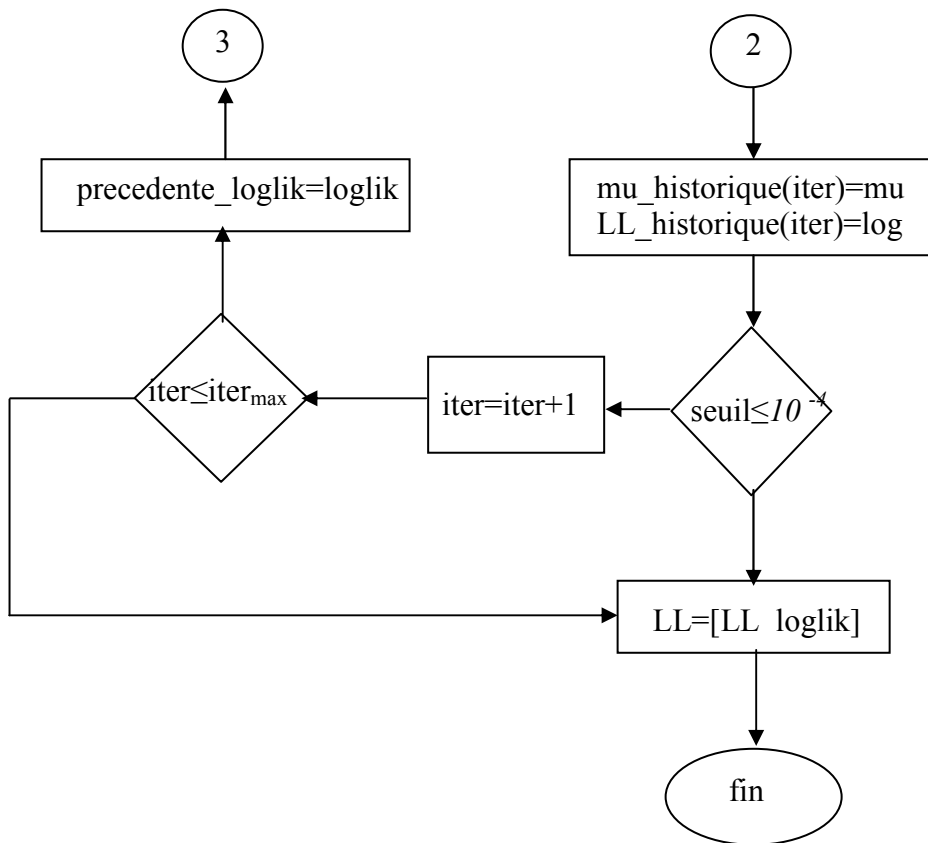 3
2
precedente_loglik=loglik
mu_historique(iter)=mu
LL_historique(iter)=log
iter≤itermax
iter=iter+1
seuil≤10⁻⁴
LL=[LL loglik]
fin